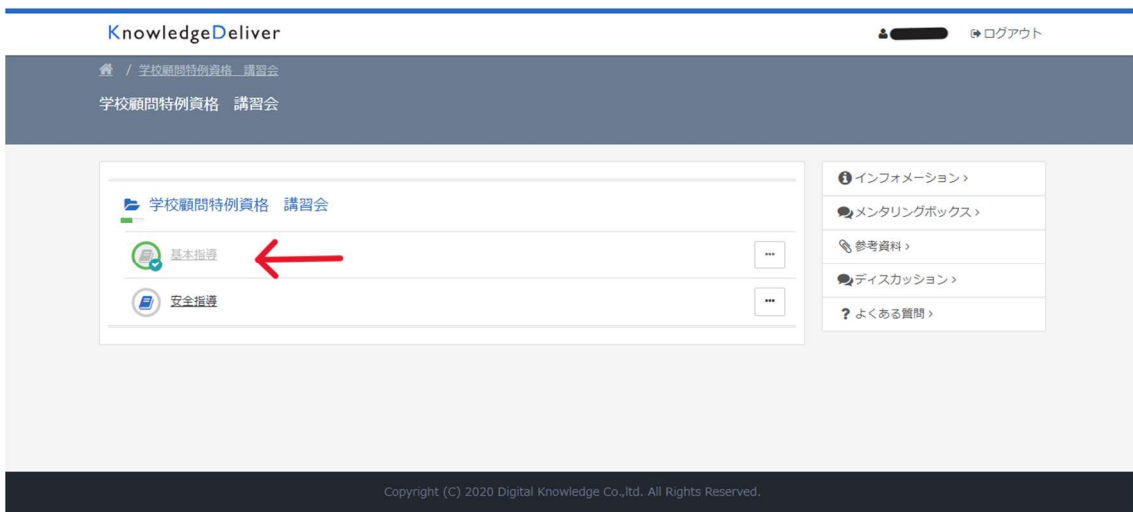 KnowledgeDeliver
ログアウト
/ 学校顧問特例資格　講習会
学校顧問特例資格　講習会
学校顧問特例資格　講習会
基本指導
安全指導
インフォメーション ›
メンタリングボックス ›
参考資料 ›
ディスカッション ›
? よくある質問 ›
Copyright (C) 2020 Digital Knowledge Co.,ltd. All Rights Reserved.